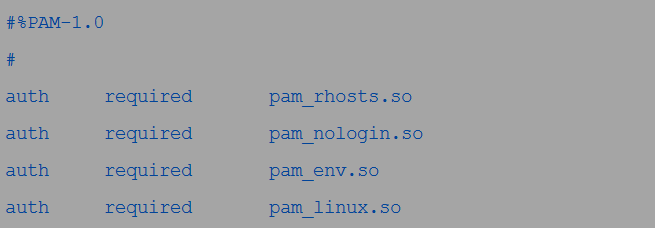 #%PAM-1.0
#
auth required pam_rhosts.so
auth required pam_nologin.so
auth required pam_env.so
auth required pam_linux.so